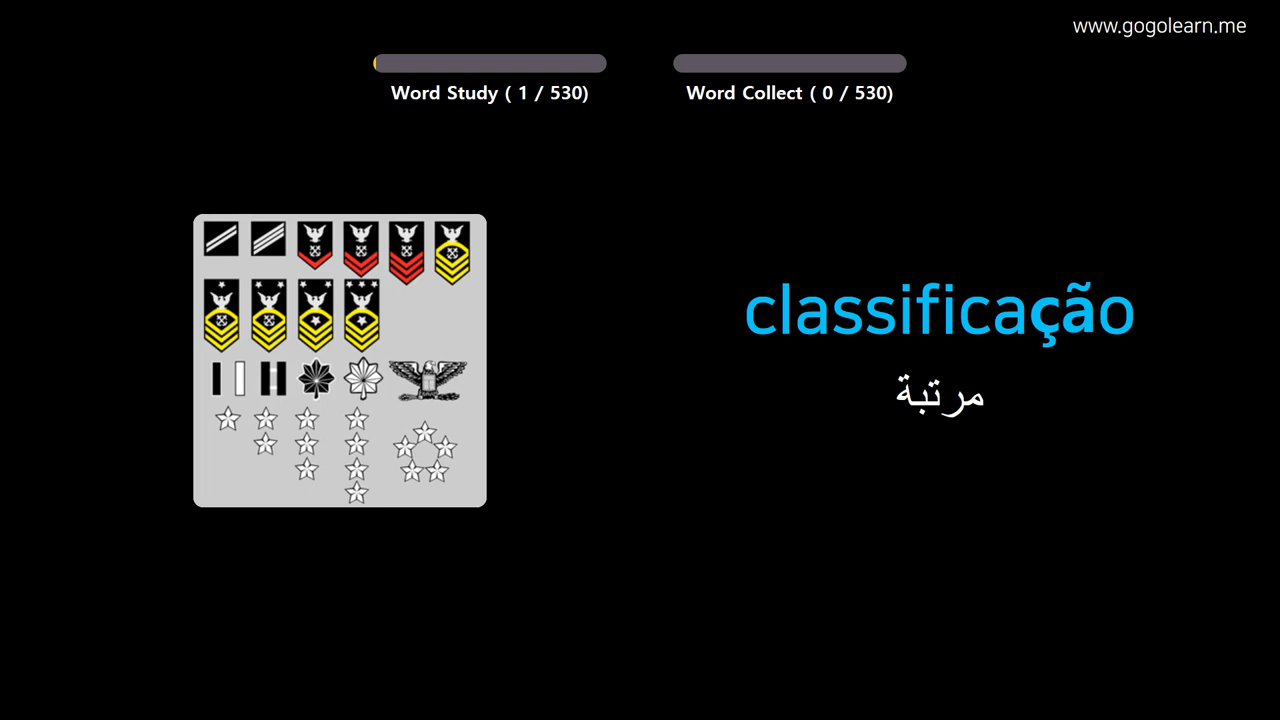 www.gogolearn.me
Word Study ( 1 / 530)
Word Collect ( 0 / 530)
classificação
مرتبة